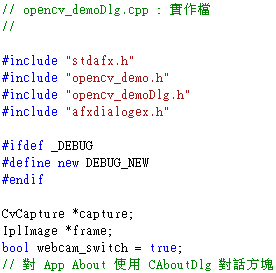 // opencv_demoDlg.cpp : 實作檔
//
#include "stdafx.h"
#include "opencv_demo.h"
#include "opencv_demoDlg.h"
#include "afxdialogex.h"
#ifdef _DEBUG
#define new DEBUG_NEW
#endif
CvCapture *capture;
IplImage *frame;
bool webcam_switch = true;
// 對 App About 使用 CAboutDlg 對話方塊